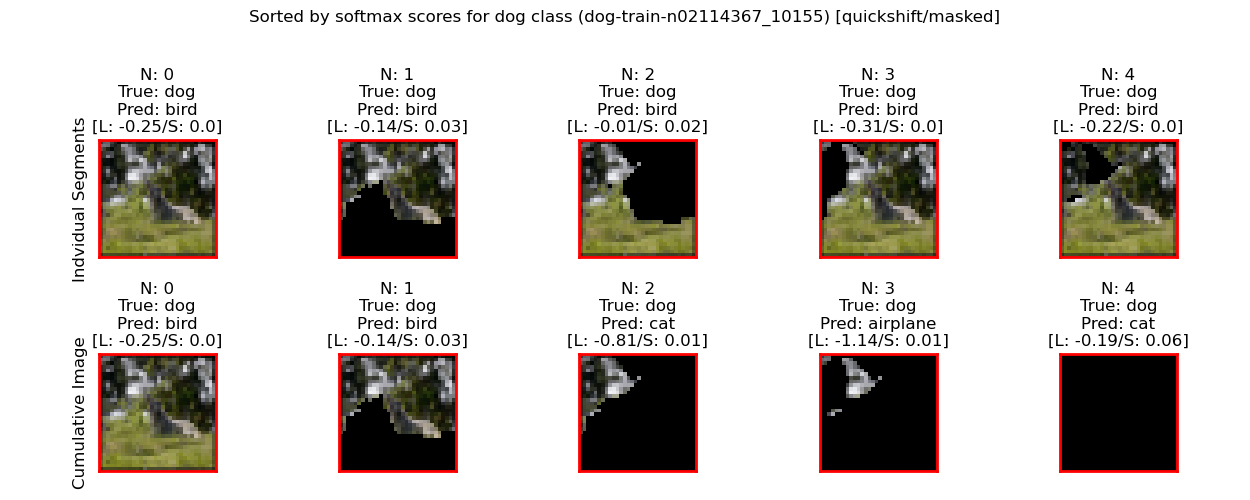 Sorted by softmax scores for dog class (dog-train-n02114367_10155) [quickshift/masked]
Indvidual Segments
N: 0
True: dog
Pred: bird
[L: -0.25/S: 0.0]
N: 1
True: dog
Pred: bird
[L: -0.14/S: 0.03]
N: 2
True: dog
Pred: bird
[L: -0.01/S: 0.02]
N: 3
True: dog
Pred: bird
[L: -0.31/S: 0.0]
N: 4
True: dog
Pred: bird
[L: -0.22/S: 0.0]
Cumulative Image
N: 0
True: dog
Pred: bird
[L: -0.25/S: 0.0]
N: 1
True: dog
Pred: bird
[L: -0.14/S: 0.03]
N: 2
True: dog
Pred: cat
[L: -0.81/S: 0.01]
N: 3
True: dog
Pred: airplane
[L: -1.14/S: 0.01]
N: 4
True: dog
Pred: cat
[L: -0.19/S: 0.06]